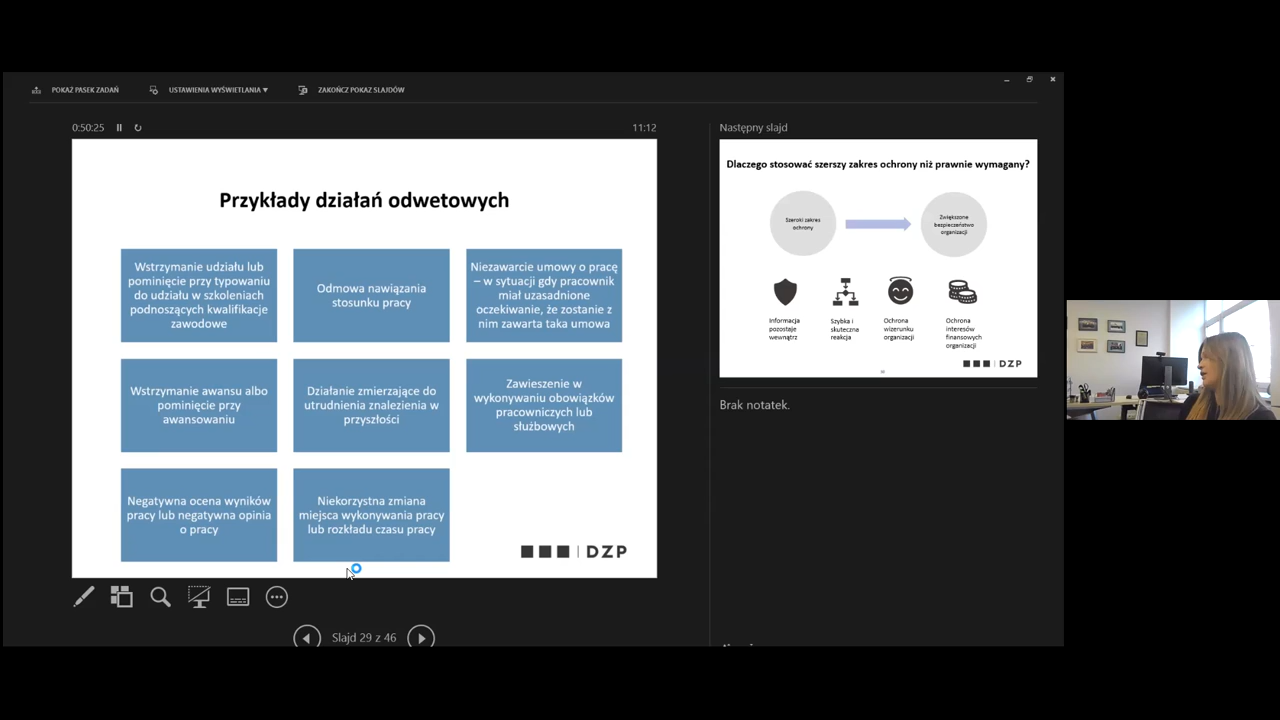 POKAŻ PASEK ZADAŃ
USTAWIENIA WYŚWIETLANIA
ZAKOŃCZ POKAZ SLAJDÓW
0:50:25
11:12
Przykłady działań odwetowych
Wstrzymanie udziału lub
pominięcie przy typowaniu
do udziału w szkoleniach
podnoszących kwalifikacje
zawodowe
Odmowa nawiązania
stosunku pracy
Niezawarcie umowy o pracę
– w sytuacji gdy pracownik
miał uzasadnione
oczekiwanie, że zostanie z
nim zawarta taka umowa
Wstrzymanie awansu albo
pominięcie przy
awansowaniu
Działanie zmierzające do
utrudnienia znalezienia w
przyszłości
Zawieszenie w
wykonywaniu obowiązków
pracowniczych lub
służbowych
Negatywna ocena wyników
pracy lub negatywna opinia
o pracy
Niekorzystna zmiana
miejsca wykonywania pracy
lub rozkładu czasu pracy
DZP
Slajd 29 z 46
Następny slajd
Dlaczego stosować szerszy zakres ochrony niż prawnie wymagany?
Szeroki zakres
ochrony
Zwiększone
bezpieczeństwo
organizacji
Informacja
pozostaje
wewnątrz
Szybka i
skuteczna
reakcja
Ochrona
wizerunku
organizacji
Ochrona
interesów
finansowych
organizacji
DZP
Brak notatek.